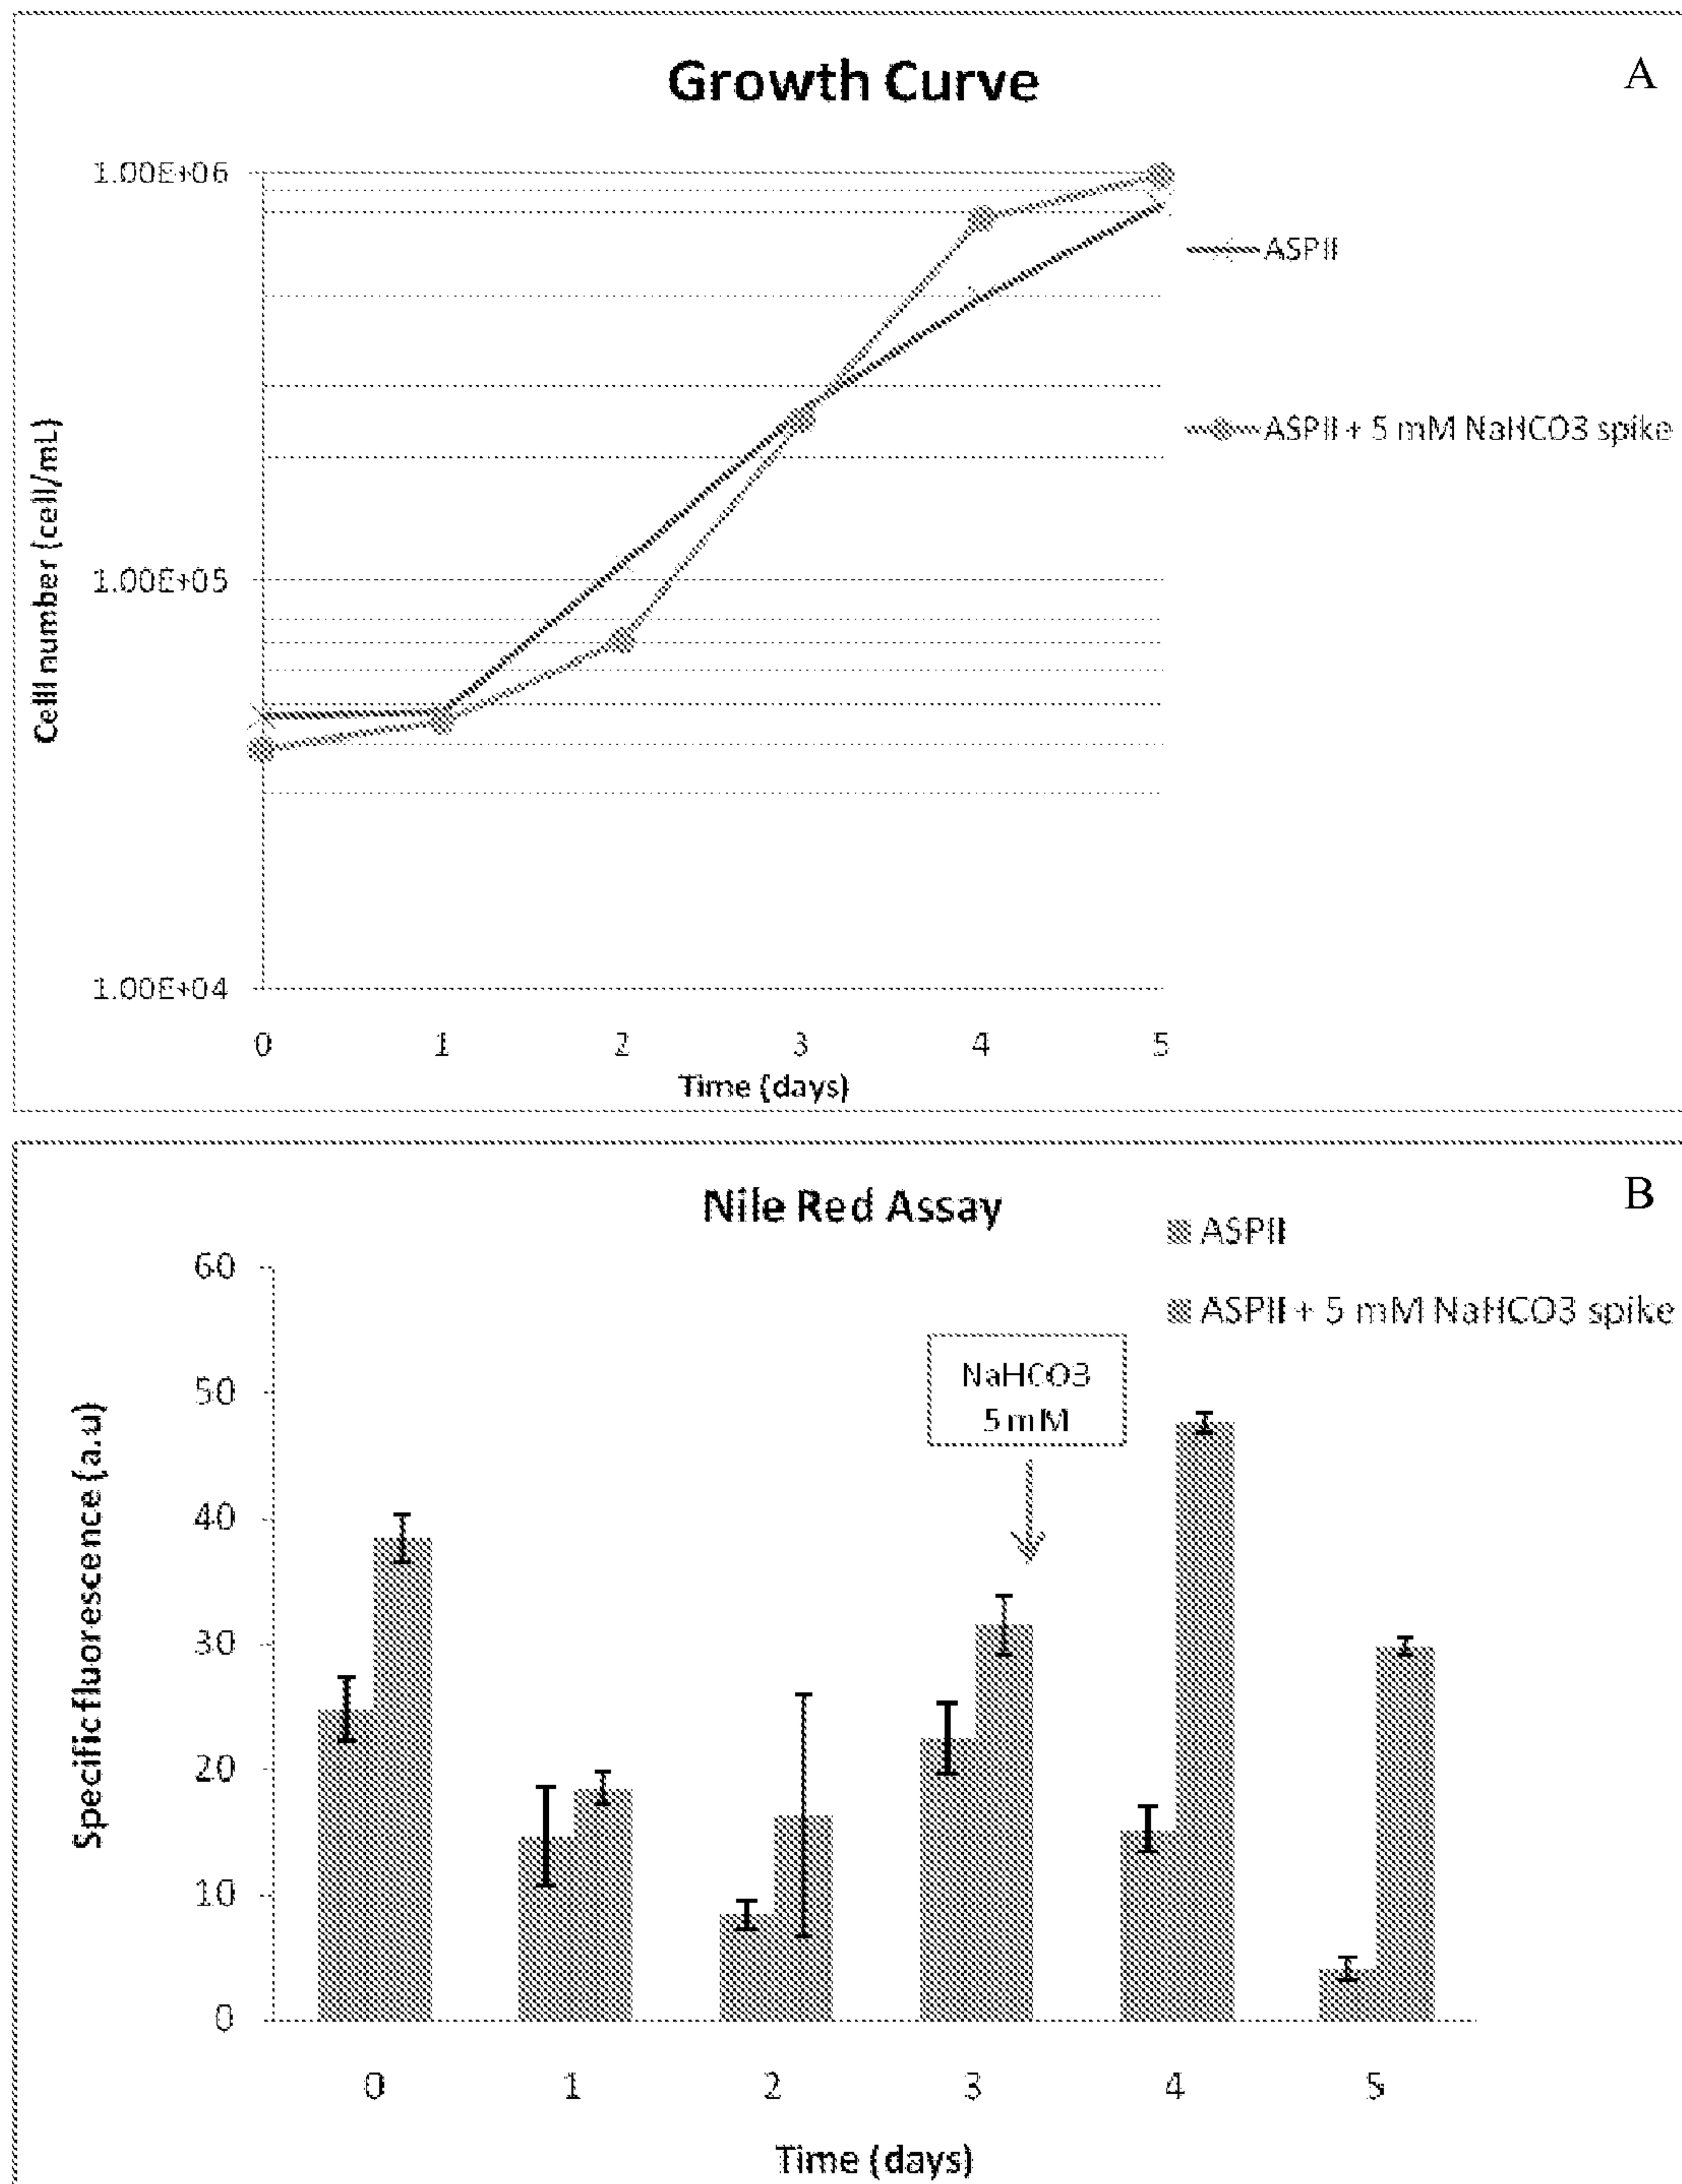 Growth Curve
A
1.00E+06
1.00E+05
1.00E+04
Celll number (cell/mL)
0 1 2 3 4 5
Time (days)
ASPII
ASPII + 5 mM NaHCO3 spike
Nile Red Assay
B
ASPII
ASPII + 5 mM NaHCO3 spike
NaHCO3
5 mM
60
50
40
30
20
10
0
Specific fluorescence (a.u)
0 1 2 3 4 5
Time (days)